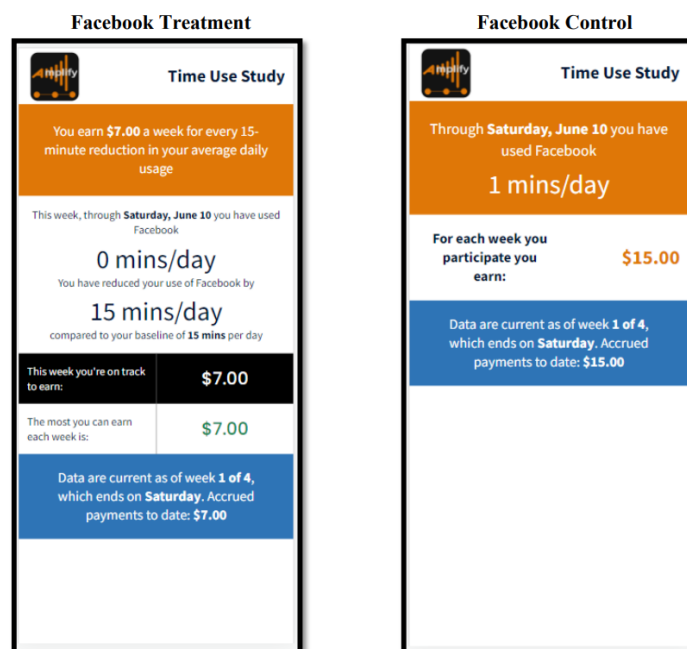 Facebook Treatment
Amplify
Time Use Study
You earn $7.00 a week for every 15-
minute reduction in your average daily
usage
This week, through Saturday, June 10 you have used
Facebook
0 mins/day
You have reduced your use of Facebook by
15 mins/day
compared to your baseline of 15 mins per day
This week you're on track
to earn:
$7.00
The most you can earn
each week is:
$7.00
Data are current as of week 1 of 4,
which ends on Saturday. Accrued
payments to date: $7.00
Facebook Control
Amplify
Time Use Study
Through Saturday, June 10 you have
used Facebook
1 mins/day
For each week you
participate you
earn:
$15.00
Data are current as of week 1 of 4,
which ends on Saturday. Accrued
payments to date: $15.00